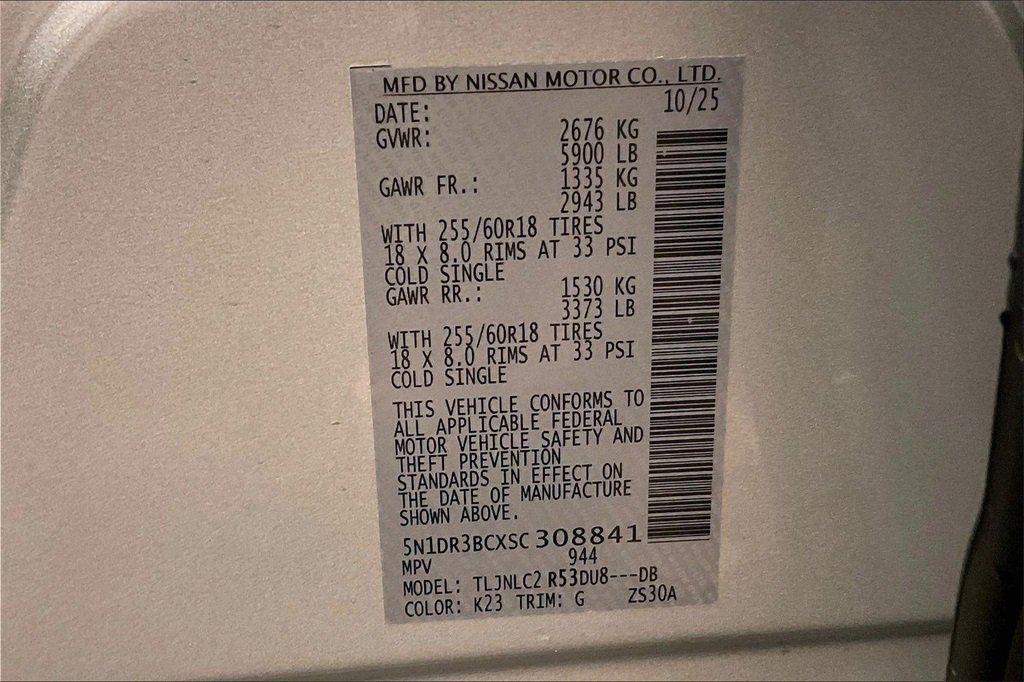 MFD BY NISSAN MOTOR CO., LTD.
DATE: 10/25
GVWR: 2676 KG
5900 LB
GAWR FR.: 1335 KG
2943 LB
WITH 255/60R18 TIRES
18 X 8.0 RIMS AT 33 PSI
COLD SINGLE
GAWR RR.: 1530 KG
3373 LB
WITH 255/60R18 TIRES
18 X 8.0 RIMS AT 33 PSI
COLD SINGLE
THIS VEHICLE CONFORMS TO
ALL APPLICABLE FEDERAL
MOTOR VEHICLE SAFETY AND
THEFT PREVENTION
STANDARDS IN EFFECT ON
THE DATE OF MANUFACTURE
SHOWN ABOVE.
5N1DR3BCXSC308841
MPV 944
MODEL: TLJNLC2 R53DU8---DB
COLOR: K23 TRIM: G ZS30A